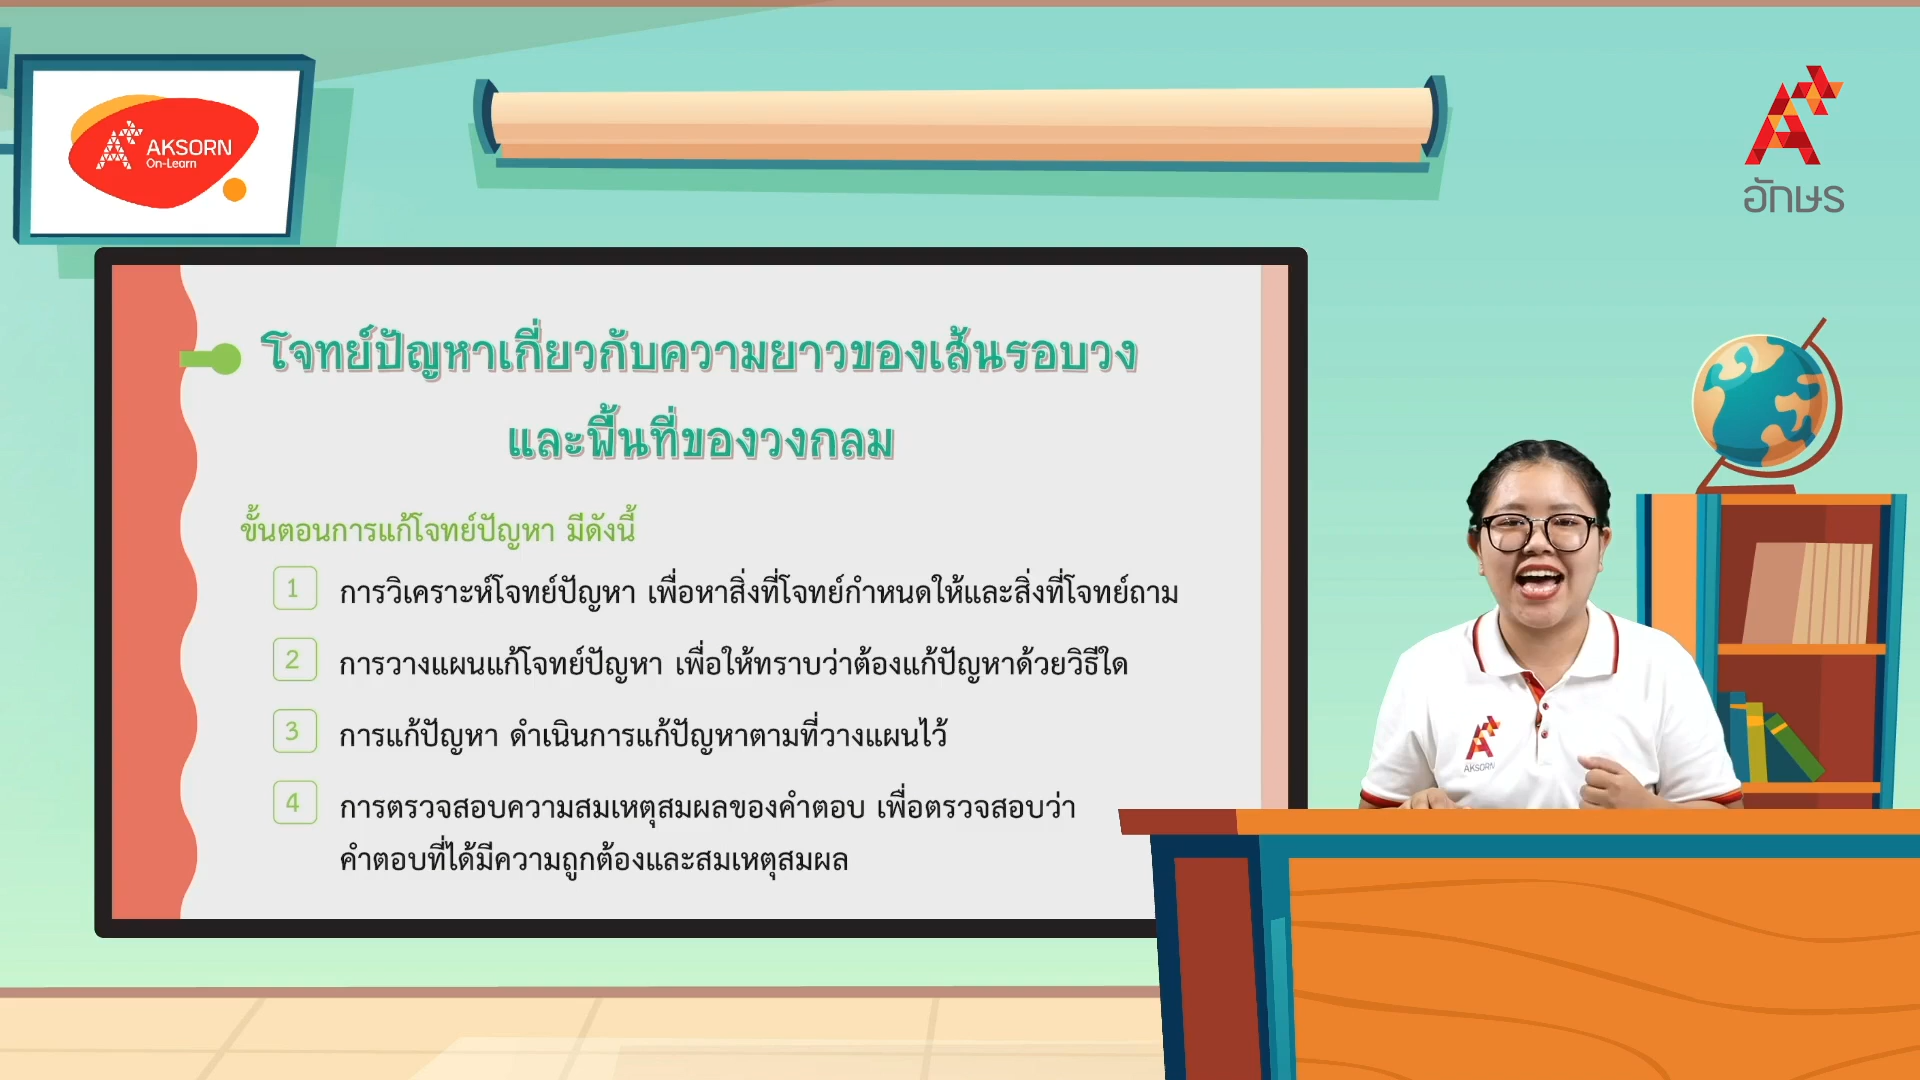 AKSORN
On-Learn
อักษร
โจทย์ปัญหาเกี่ยวกับความยาวของเส้นรอบวง
และพื้นที่ของวงกลม
ขั้นตอนการแก้โจทย์ปัญหา มีดังนี้
1 การวิเคราะห์โจทย์ปัญหา เพื่อหาสิ่งที่โจทย์กำหนดให้และสิ่งที่โจทย์ถาม
2 การวางแผนแก้โจทย์ปัญหา เพื่อให้ทราบว่าต้องแก้ปัญหาด้วยวิธีใด
3 การแก้ปัญหา ดำเนินการแก้ปัญหาตามที่วางแผนไว้
4 การตรวจสอบความสมเหตุสมผลของคำตอบ เพื่อตรวจสอบว่า
คำตอบที่ได้มีความถูกต้องและสมเหตุสมผล
AKSORN